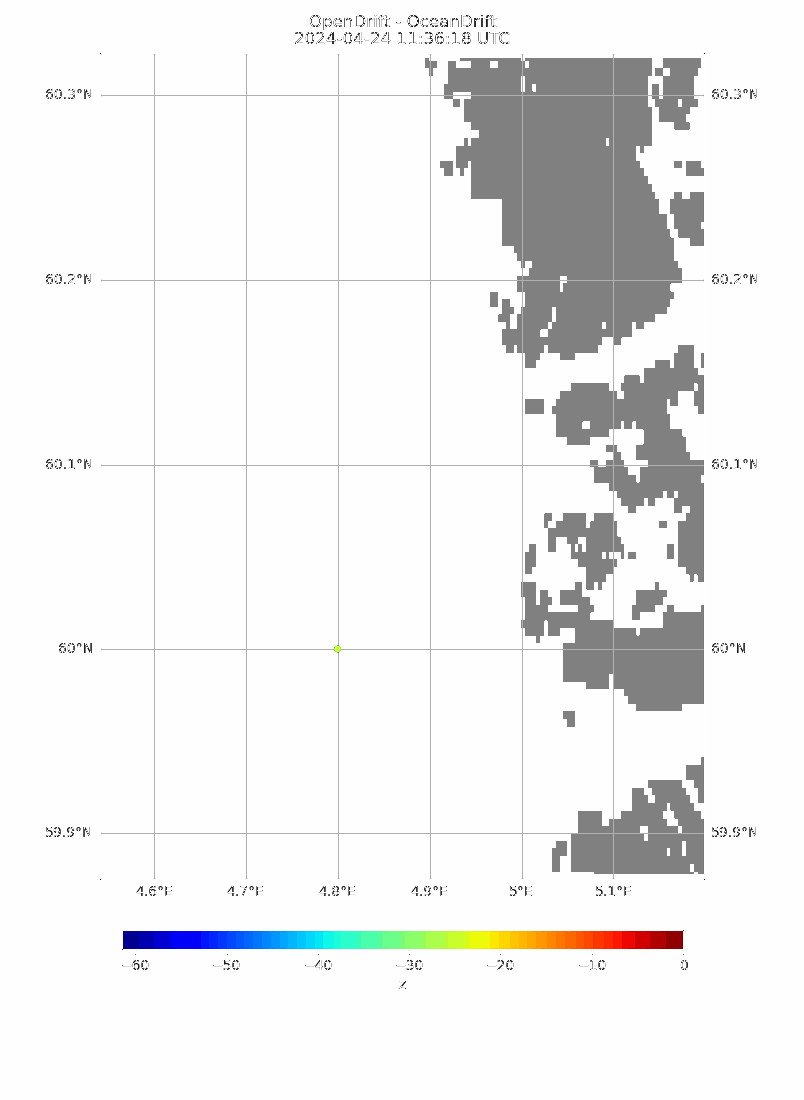 OpenDrift - OceanDrift
2024-04-24 11:36:18 UTC
60.3°N 60.3°N
60.2°N 60.2°N
60.1°N 60.1°N
60°N 60°N
59.9°N 59.9°N
4.6°E 4.7°E 4.8°E 4.9°E 5°E 5.1°E
−60 −50 −40 −30 −20 −10 0
z